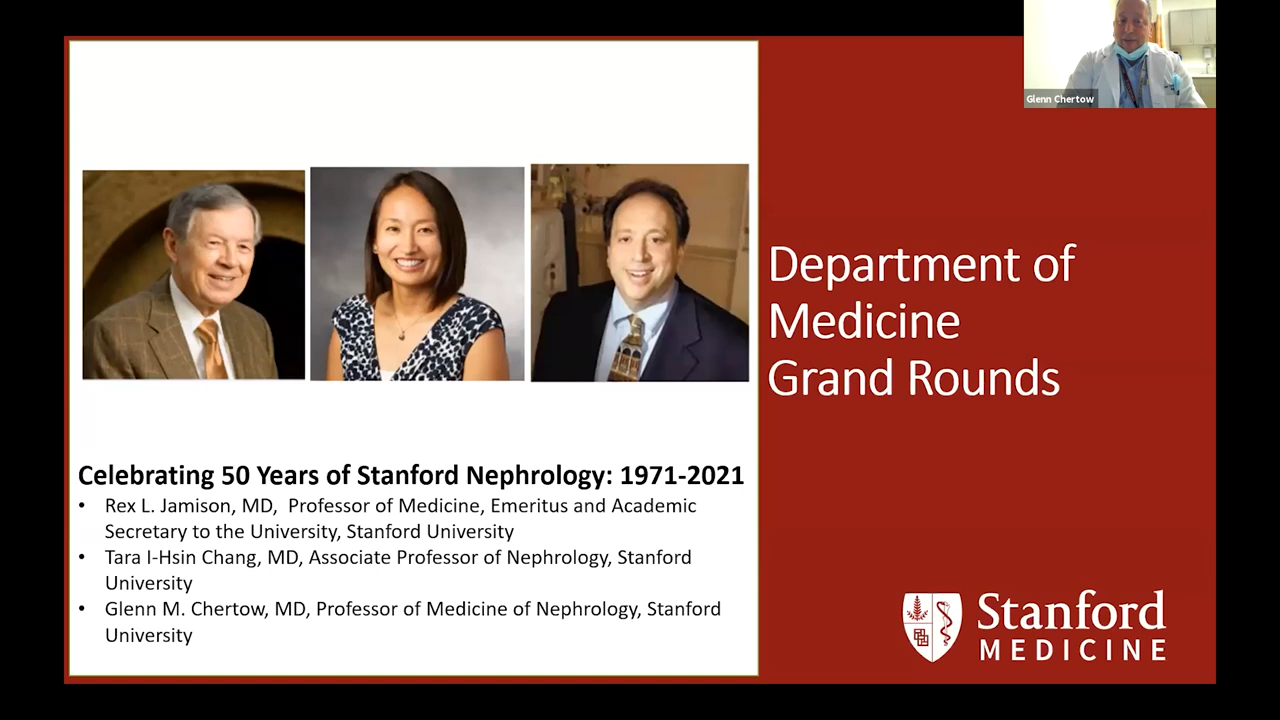 Glenn Chertow
Department of
Medicine
Grand Rounds
Celebrating 50 Years of Stanford Nephrology: 1971-2021
• Rex L. Jamison, MD, Professor of Medicine, Emeritus and Academic
Secretary to the University, Stanford University
• Tara I-Hsin Chang, MD, Associate Professor of Nephrology, Stanford
University
• Glenn M. Chertow, MD, Professor of Medicine of Nephrology, Stanford
University
Stanford
MEDICINE